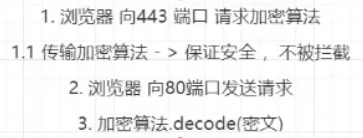 1. 浏览器 向443 端口 请求加密算法
1.1 传输加密算法 - > 保证安全 ，不被拦截
2. 浏览器 向80端口发送请求
3. 加密算法.decode(密文)